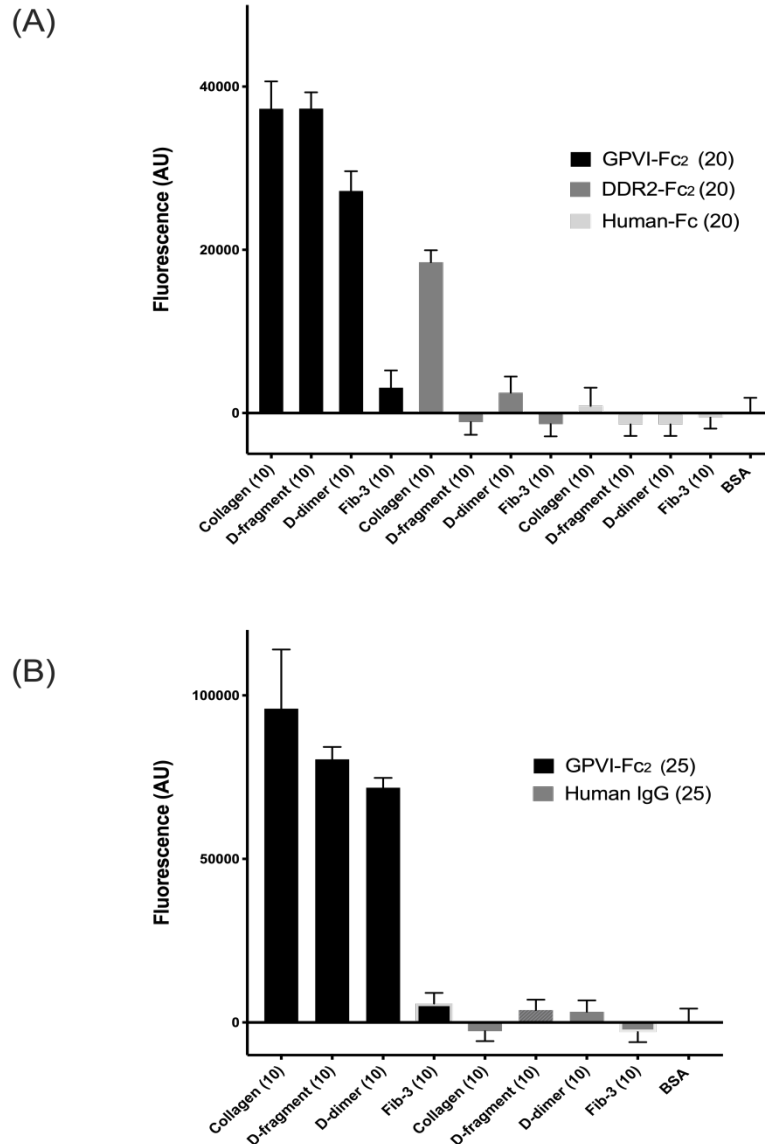 (A)
Fluorescence (AU)
40000
20000
0
GPVI-Fc2 (20)
DDR2-Fc2 (20)
Human-Fc (20)
Collagen (10)
D-fragment (10)
D-dimer (10)
Fib-3 (10)
Collagen (10)
D-fragment (10)
D-dimer (10)
Fib-3 (10)
Collagen (10)
D-fragment (10)
D-dimer (10)
Fib-3 (10)
BSA
(B)
Fluorescence (AU)
100000
50000
0
GPVI-Fc2 (25)
Human IgG (25)
Collagen (10)
D-fragment (10)
D-dimer (10)
Fib-3 (10)
Collagen (10)
D-fragment (10)
D-dimer (10)
Fib-3 (10)
BSA